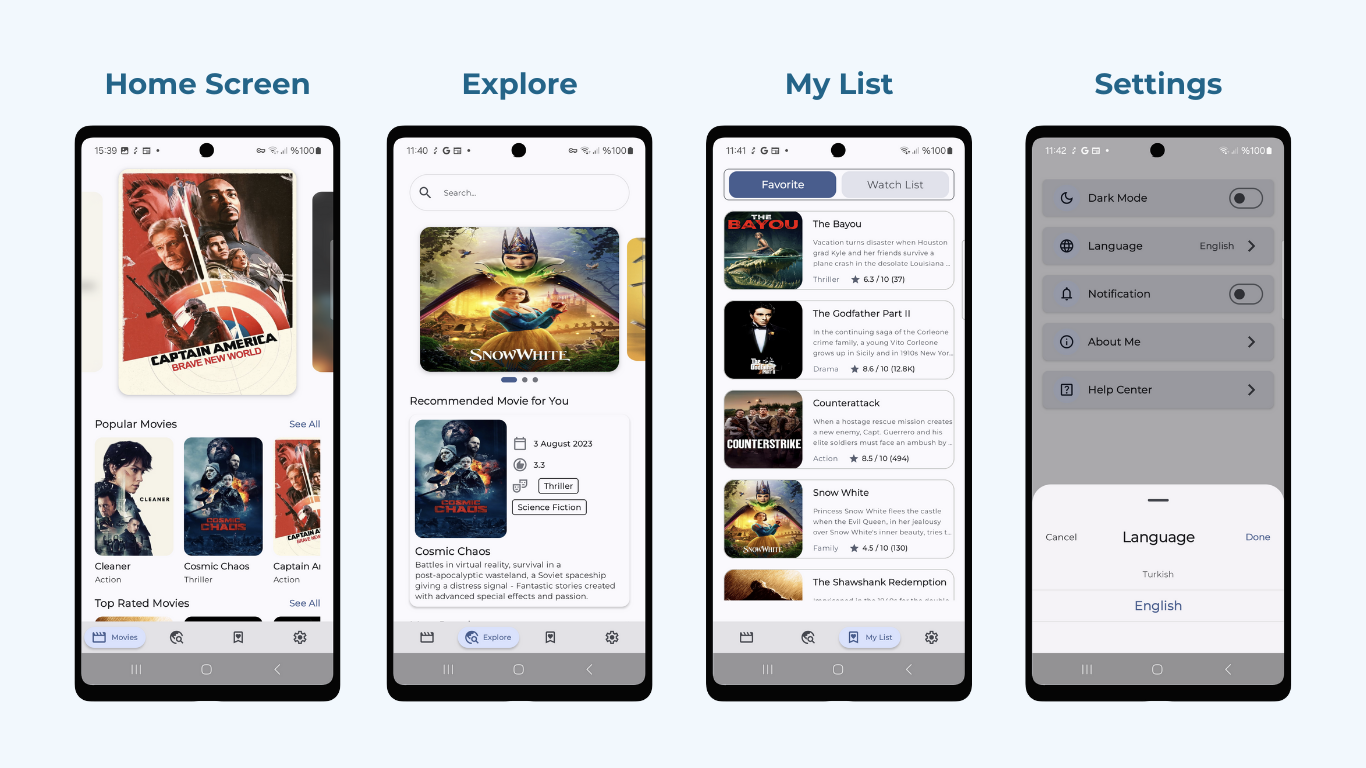 Home Screen
15:39
%100
CAPTAIN AMERICA
BRAVE NEW WORLD
Popular Movies
See All
CLEANER
COSMIC
CHAOS
CAPTAIN A
BRAVE
Cleaner
Cosmic Chaos
Captain A
Action
Thriller
Action
Top Rated Movies
See All
Movies
Explore
11:40
G
%100
Search...
SNOW WHITE
Recommended Movie for You
COSMIC
CHAOS
3 August 2023
3.3
Thriller
Science Fiction
Cosmic Chaos
Battles in virtual reality, survival in a
post-apocalyptic wasteland, a Soviet spaceship
giving a distress signal - Fantastic stories created
with advanced special effects and passion.
Explore
My List
11:41
G
%100
Favorite
Watch List
THE
BAYOU
The Bayou
Vacation turns disaster when Houston
grad Kyle and her friends survive a
plane crash in the desolate Louisiana ...
Thriller
6.3 / 10 (37)
The
Godfather
PART II
The Godfather Part II
In the continuing saga of the Corleone
crime family, a young Vito Corleone
grows up in Sicily and in 1910s New Yor...
Drama
8.6 / 10 (12.8K)
COUNTERSTRIKE
Counterattack
When a hostage rescue mission creates
a new enemy, Capt. Guerrero and his
elite soldiers must face an ambush by ...
Action
8.5 / 10 (494)
SNOW WHITE
Snow White
Princess Snow White flees the castle
when the Evil Queen, in her jealousy
over Snow White's inner beauty, tries t...
Family
4.5 / 10 (130)
The Shawshank Redemption
My List
Settings
11:42
G
%100
Dark Mode
Language
English
Notification
About Me
Help Center
Cancel
Language
Done
Turkish
English